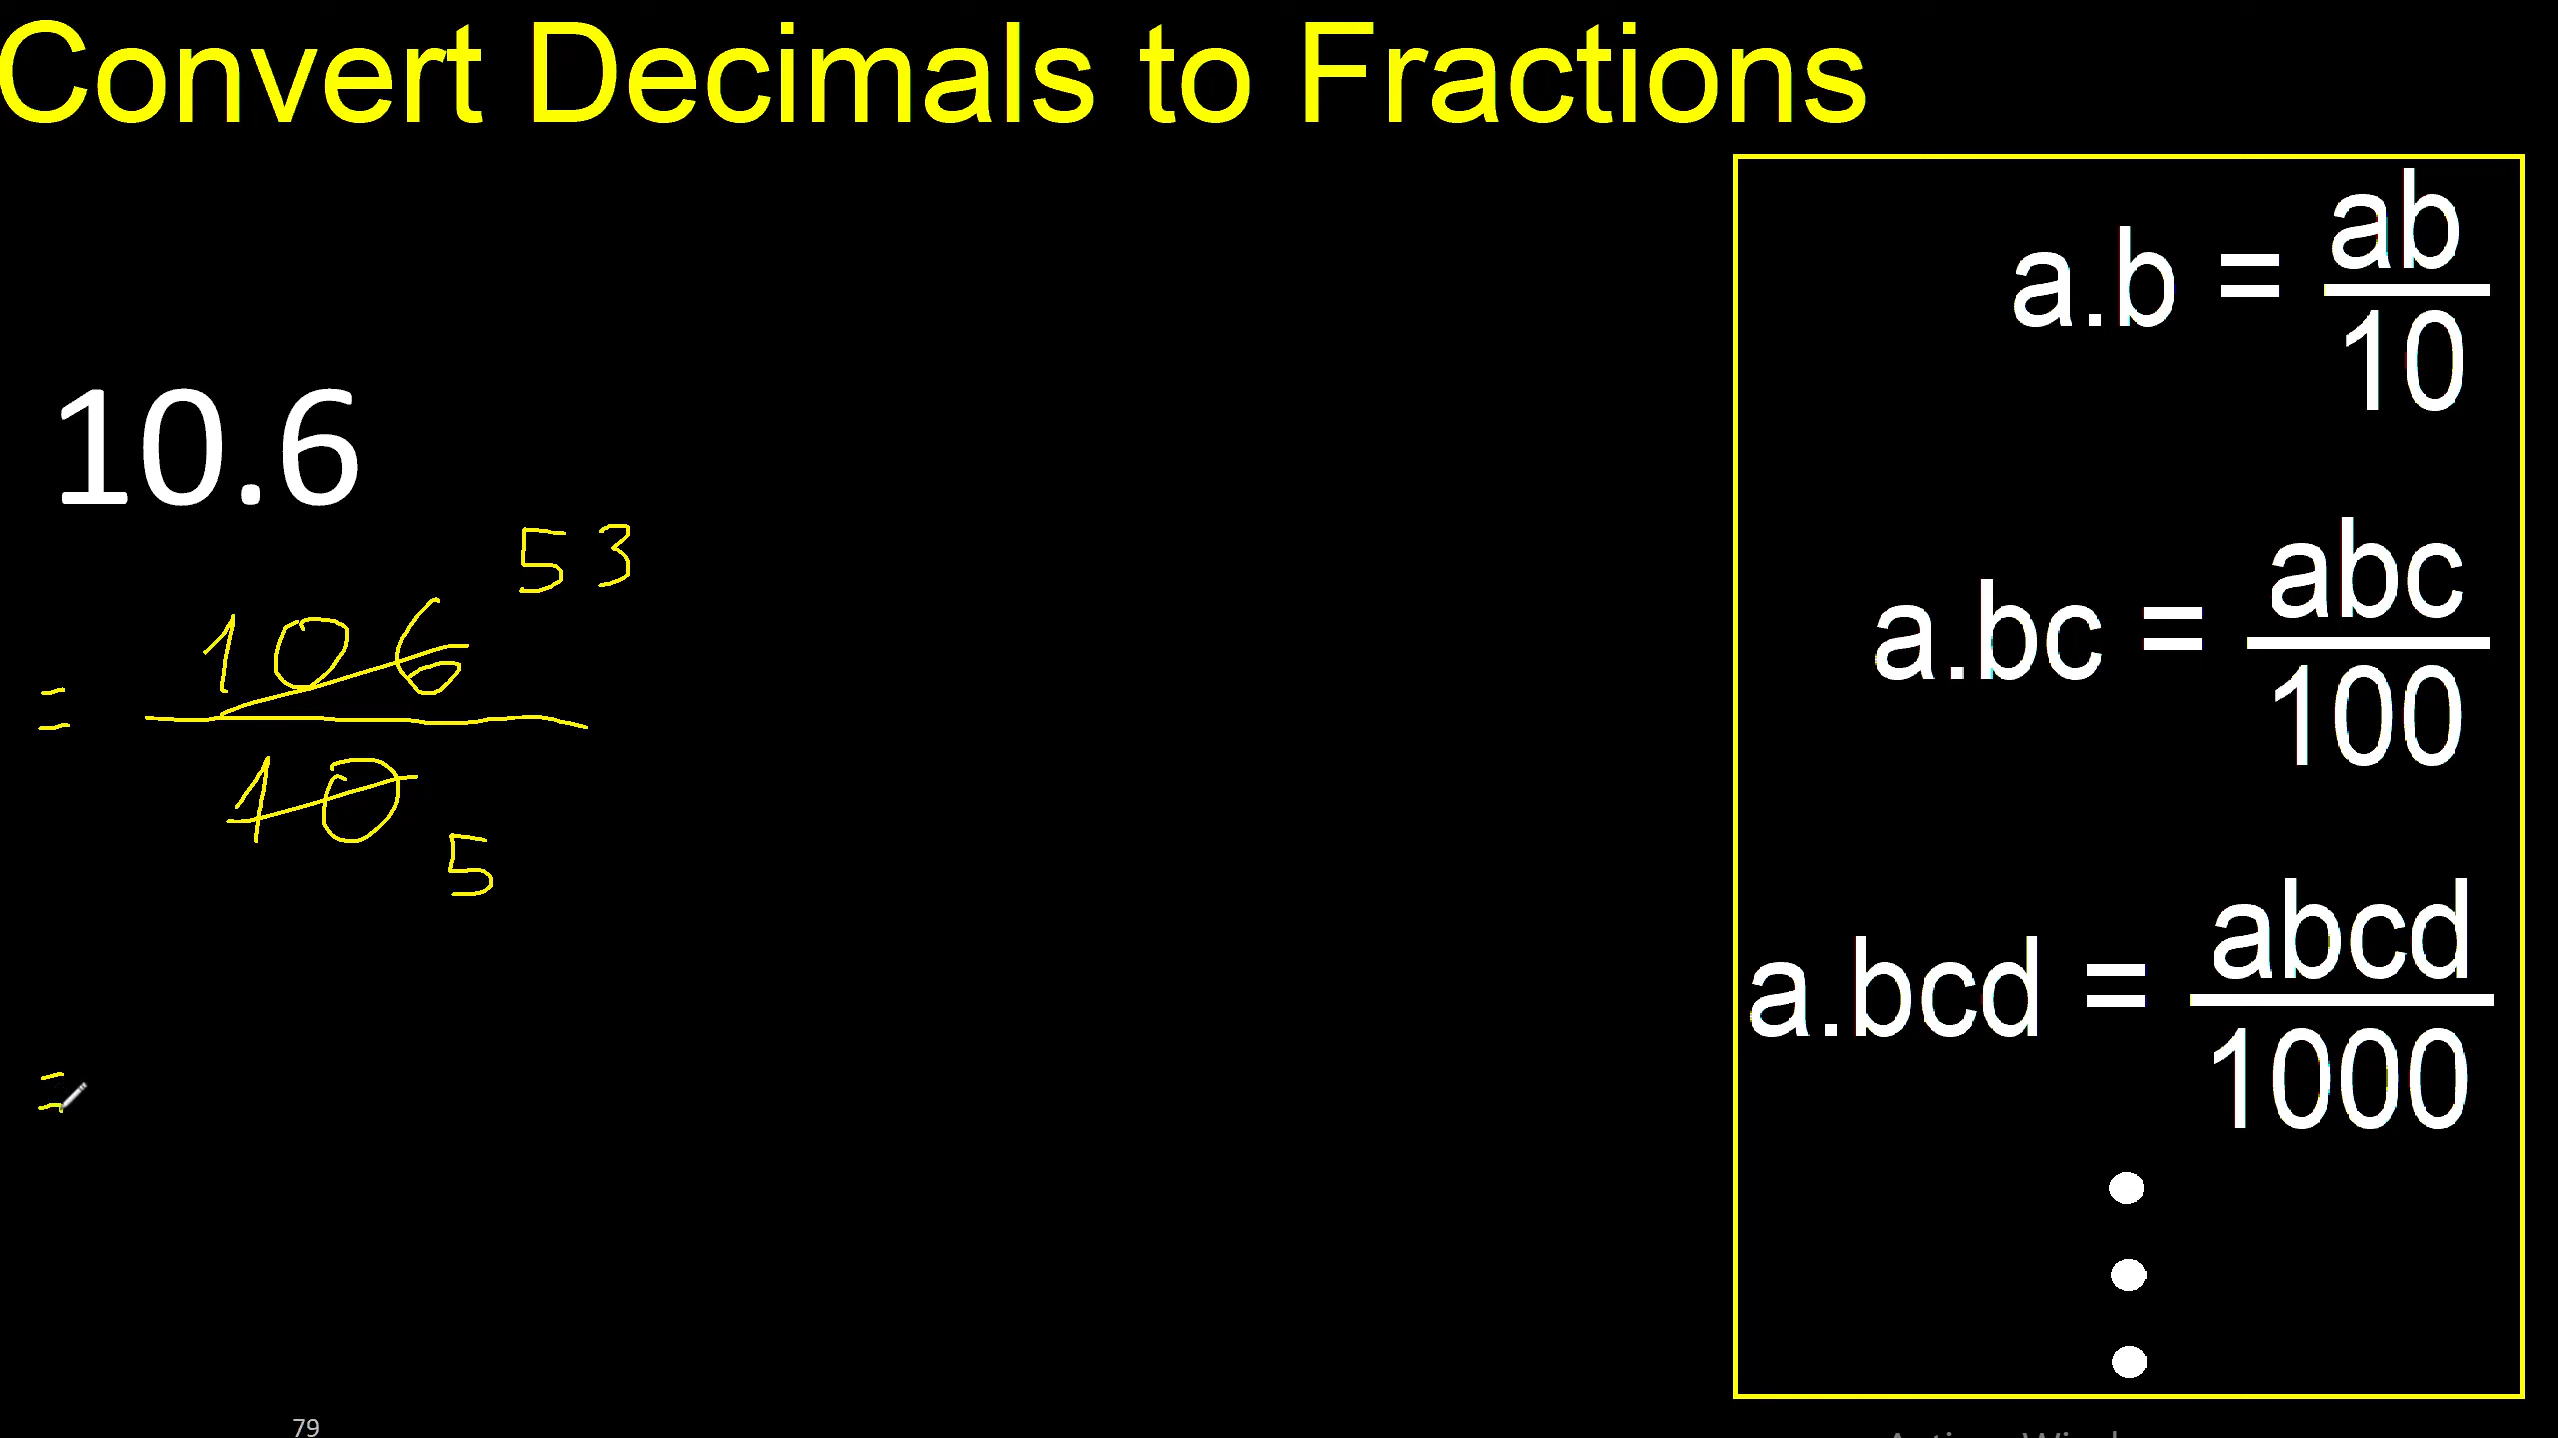 Convert Decimals to Fractions
10.6
53
= 106
10
5
=
a.b = ab
10
a.bc = abc
100
a.bcd = abcd
1000
79